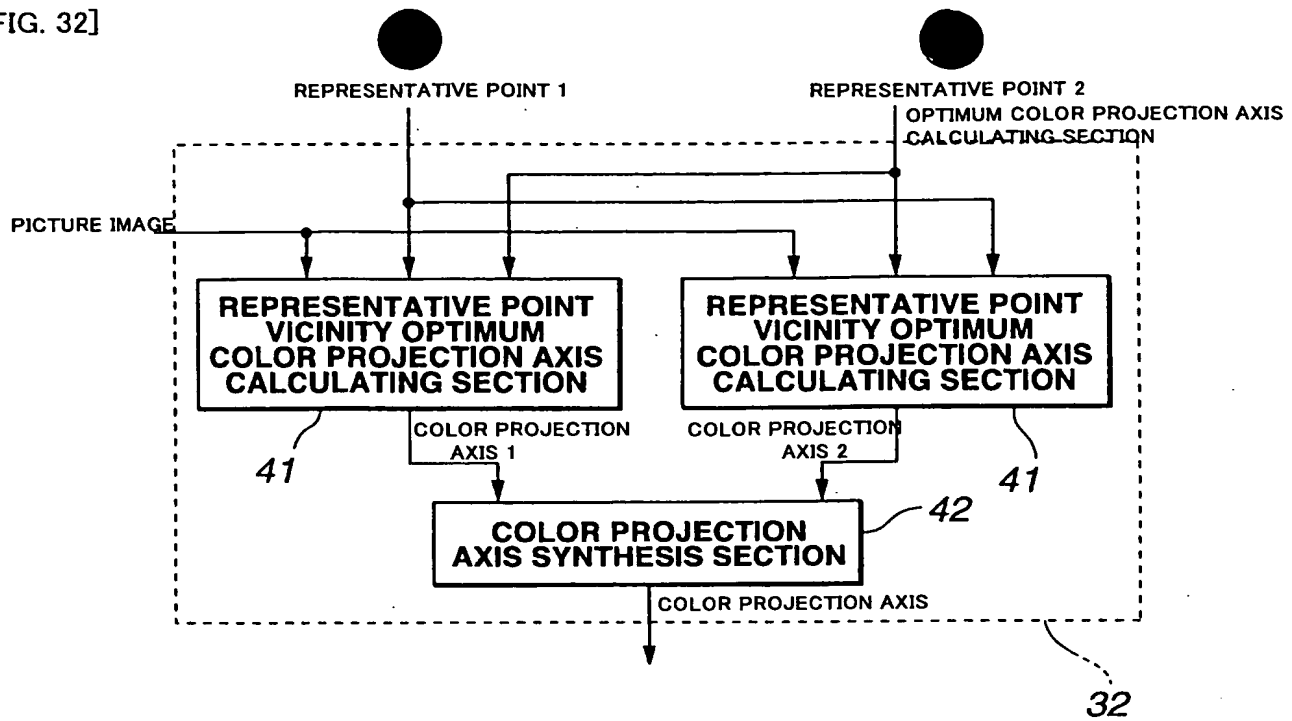 FIG. 32]
REPRESENTATIVE POINT 1
REPRESENTATIVE POINT 2
OPTIMUM COLOR PROJECTION AXIS
CALCULATING SECTION
PICTURE IMAGE
REPRESENTATIVE POINT
VICINITY OPTIMUM
COLOR PROJECTION AXIS
CALCULATING SECTION
REPRESENTATIVE POINT
VICINITY OPTIMUM
COLOR PROJECTION AXIS
CALCULATING SECTION
COLOR PROJECTION
AXIS 1
COLOR PROJECTION
AXIS 2
41
41
COLOR PROJECTION
AXIS SYNTHESIS SECTION
42
COLOR PROJECTION AXIS
32